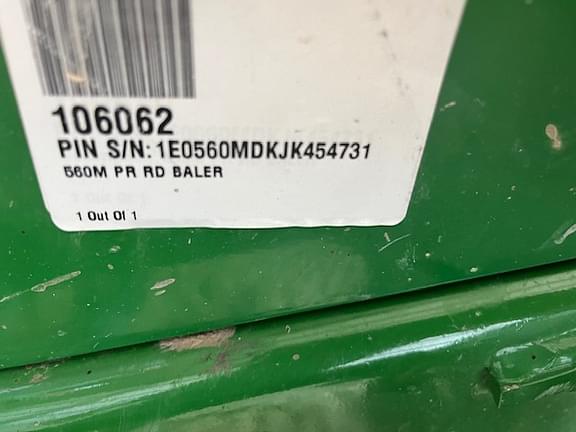 106062
PIN S/N: 1E0560MDKJK454731
560M PR RD BALER
1 Out Of 1